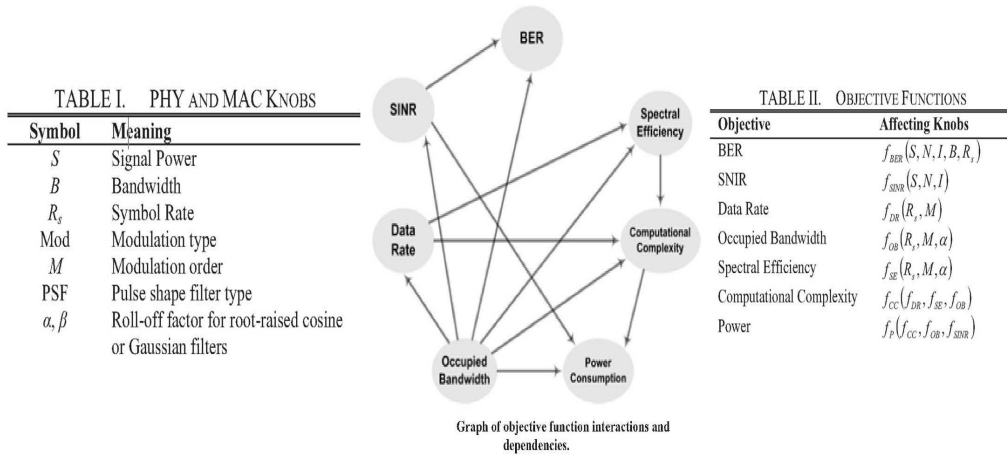 TABLE I. PHY AND MAC KNOBS
Symbol Meaning
S Signal Power
B Bandwidth
R_s Symbol Rate
Mod Modulation type
M Modulation order
PSF Pulse shape filter type
α, β Roll-off factor for root-raised cosine
or Gaussian filters
BER
SINR
Spectral
Efficiency
Data
Rate
Computational
Complexity
Occupied
Bandwidth
Power
Consumption
Graph of objective function interactions and
dependencies.
TABLE II. OBJECTIVE FUNCTIONS
Objective Affecting Knobs
BER f_BER(S, N, I, B, R_s)
SNIR f_SINR(S, N, I)
Data Rate f_DR(R_s, M)
Occupied Bandwidth f_OB(R_s, M, α)
Spectral Efficiency f_SE(R_s, M, α)
Computational Complexity f_CC(f_DR, f_SE, f_OB)
Power f_P(f_CC, f_OB, f_SINR)